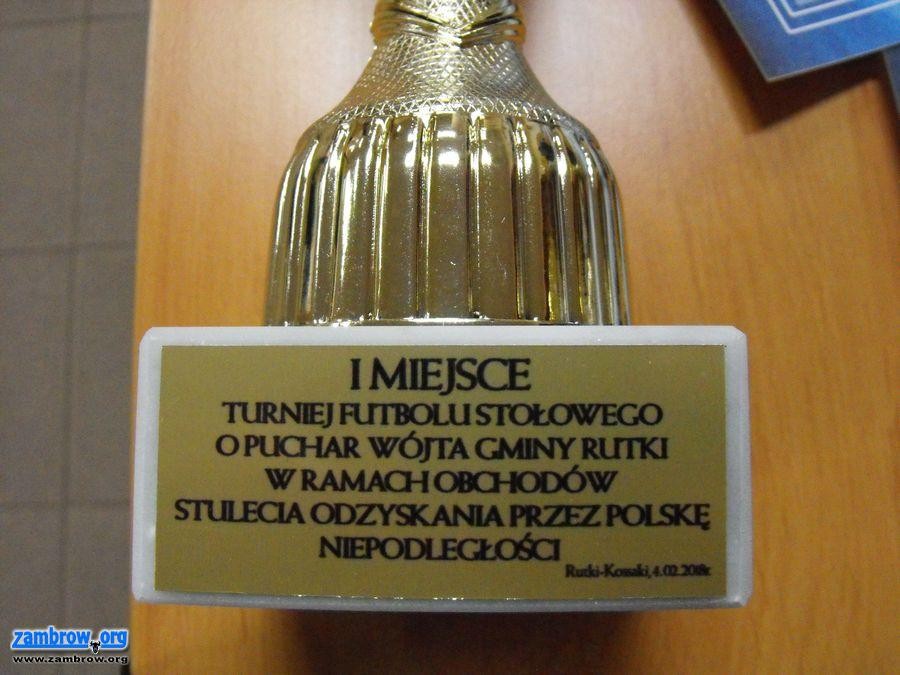 I MIEJSCE
TURNIEJ FUTBOLU STOŁOWEGO
O PUCHAR WÓJTA GMINY RUTKI
W RAMACH OBCHODÓW
STULECIA ODZYSKANIA PRZEZ POLSKĘ
NIEPODLEGŁOŚCI
Rutki-Kossaki, 4.02.2018r.
zambrow.org
www.zambrow.org